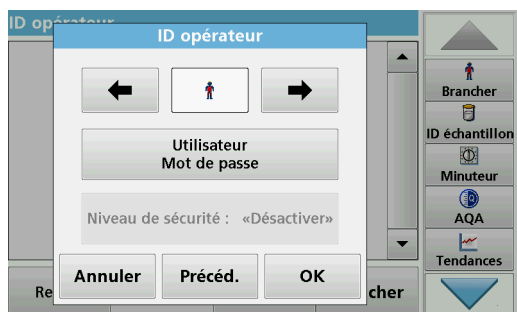 ID opérateur
ID opérateur
Utilisateur
Mot de passe
Niveau de sécurité : «Désactiver»
Annuler
Précéd.
OK
Brancher
ID échantillon
Minuteur
AQA
Tendances